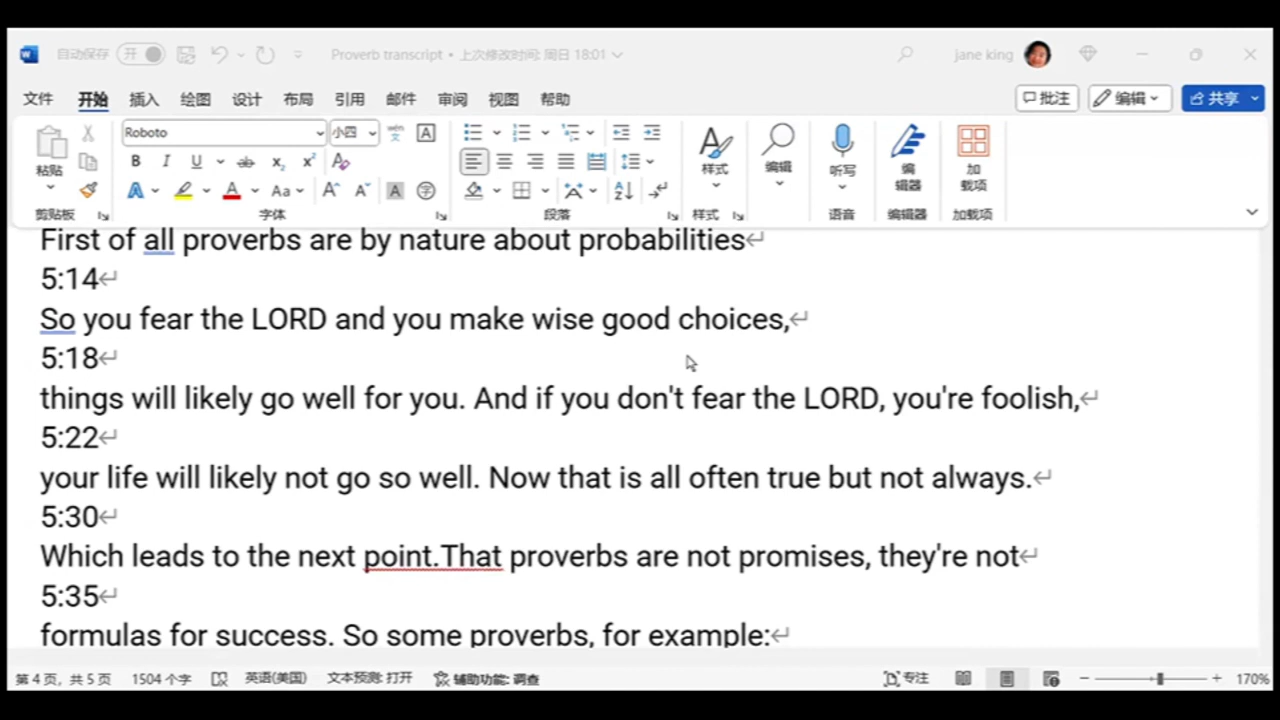 自动保存 开 Proverb transcript • 上次修改时间: 周日 18:01 jane king
文件 开始 插入 绘图 设计 布局 引用 邮件 审阅 视图 帮助 批注 编辑 共享
Roboto 小四 wén 文 A
粘贴 B I U ab x₂ x² A 样式 编辑 听写 编辑器 加载项
A A Aa A A A 字
剪贴板 字体 段落 样式 语音 编辑器 加载项
First of all proverbs are by nature about probabilities
5:14
So you fear the LORD and you make wise good choices,
5:18
things will likely go well for you. And if you don't fear the LORD, you're foolish,
5:22
your life will likely not go so well. Now that is all often true but not always.
5:30
Which leads to the next point.That proverbs are not promises, they're not
5:35
formulas for success. So some proverbs, for example:
第 4 页，共 5 页 1504 个字 英语(美国) 文本预测: 打开 辅助功能: 调查 专注 170%